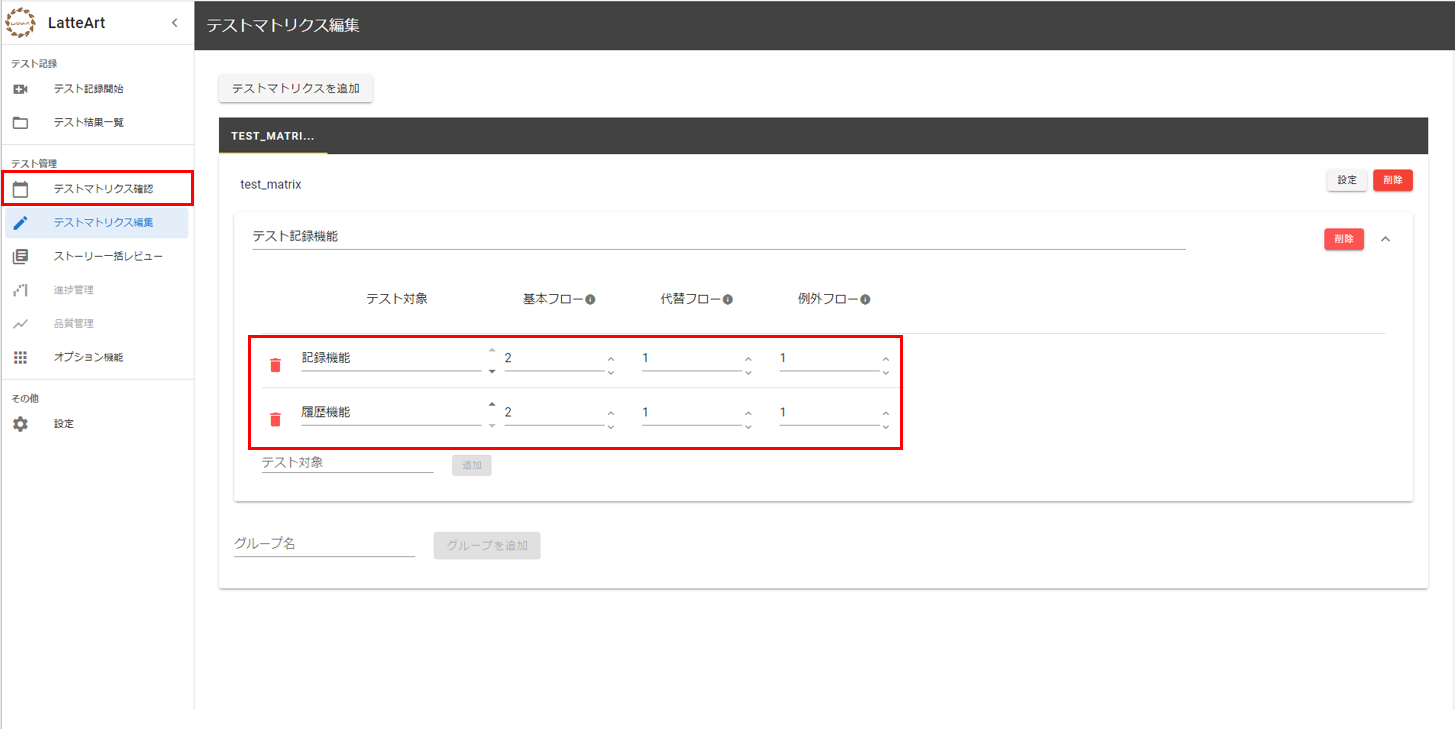 LatteArt
テストマトリクス編集
テスト記録
テスト記録開始
テスト結果一覧
テスト管理
テストマトリクス確認
テストマトリクス編集
ストーリー一括レビュー
進捗管理
品質管理
オプション機能
その他
設定
テストマトリクスを追加
TEST_MATRI...
test_matrix
設定 削除
テスト記録機能
削除
テスト対象 基本フロー 代替フロー 例外フロー
記録機能 2 1 1
履歴機能 2 1 1
テスト対象 追加
グループ名 グループを追加